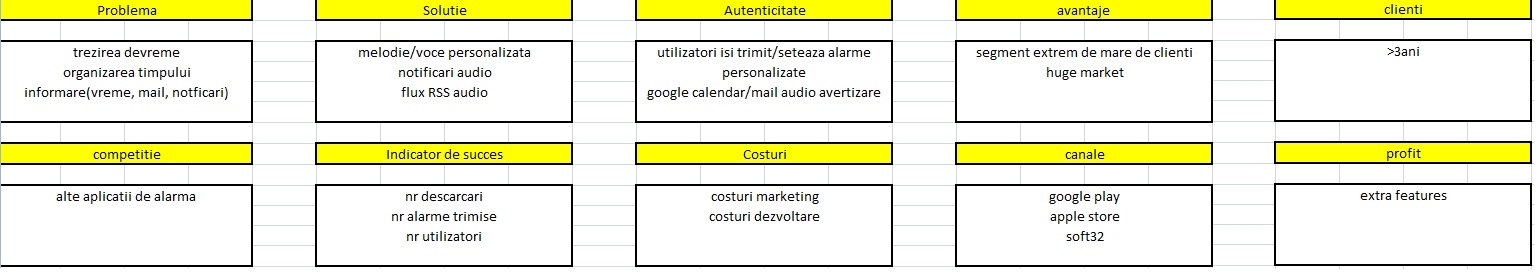 Problema
Solutie
Autenticitate
avantaje
clienti
trezirea devreme
organizarea timpului
informare(vreme, mail, notficari)
melodie/voce personalizata
notificari audio
flux RSS audio
utilizatori isi trimit/seteaza alarme
personalizate
google calendar/mail audio avertizare
segment extrem de mare de clienti
huge market
>3ani
competitie
Indicator de succes
Costuri
canale
profit
alte aplicatii de alarma
nr descarcari
nr alarme trimise
nr utilizatori
costuri marketing
costuri dezvoltare
google play
apple store
soft32
extra features